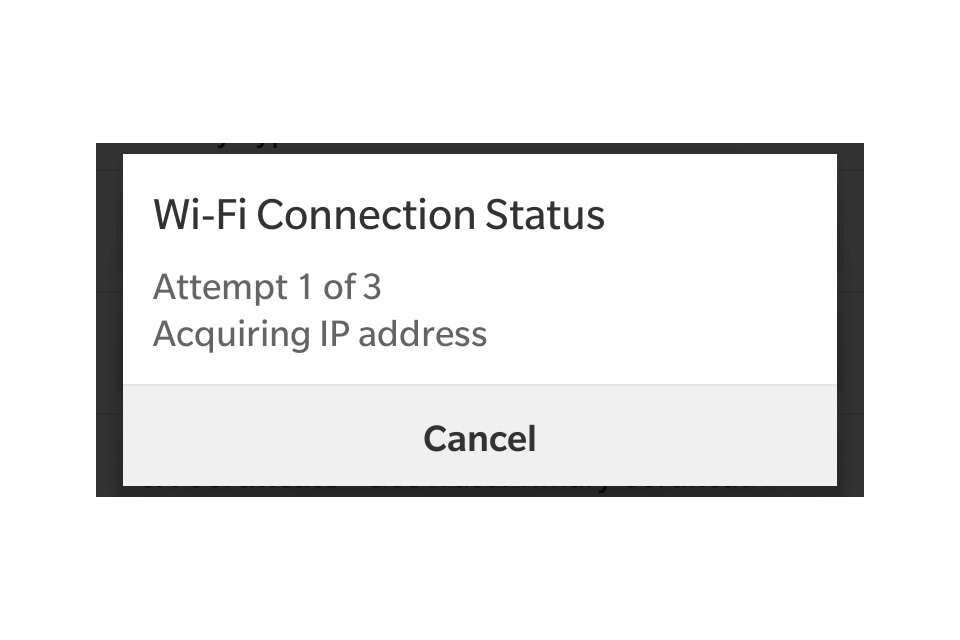 Wi-Fi Connection Status
Attempt 1 of 3
Acquiring IP address
Cancel